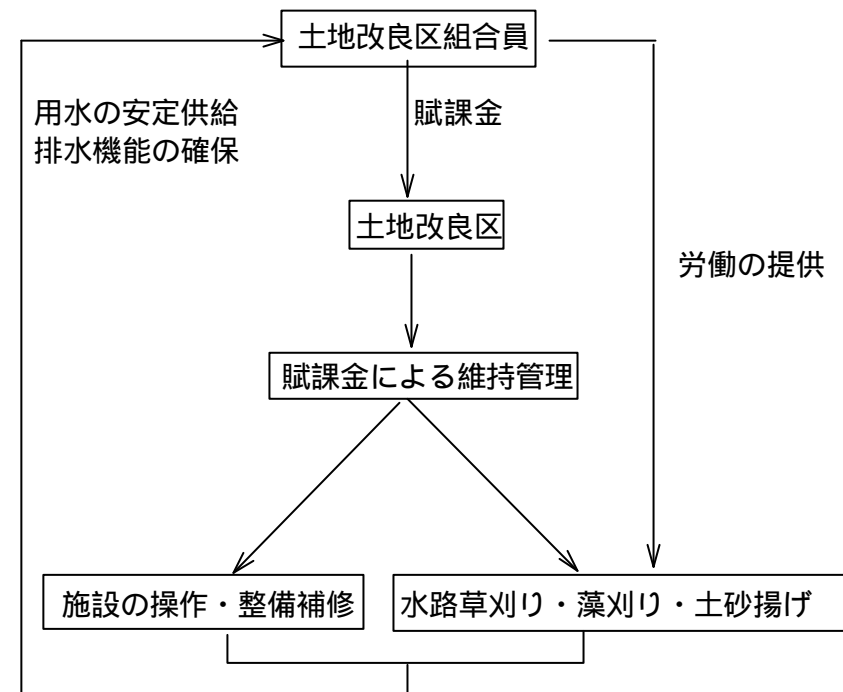 土地改良区組合員
用水の安定供給
排水機能の確保
賦課金
土地改良区
労働の提供
賦課金による維持管理
施設の操作・整備補修
水路草刈り・藻刈り・土砂揚げ